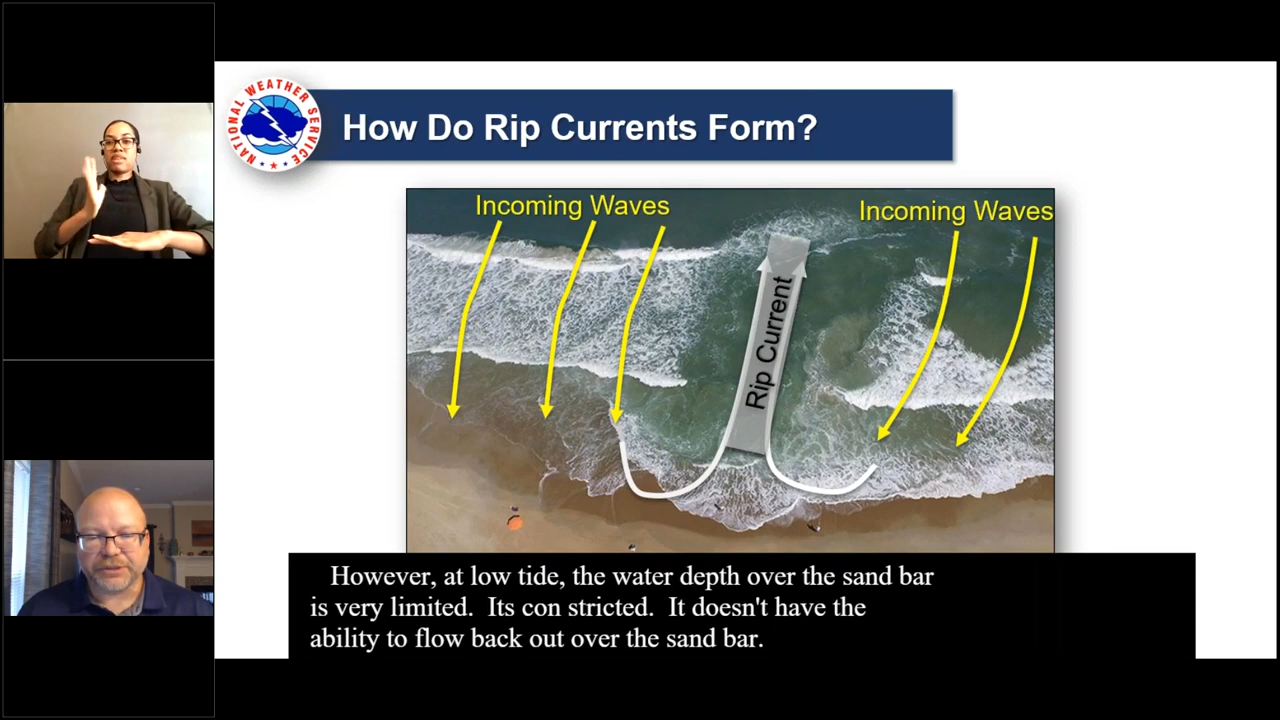 NATIONAL WEATHER SERVICE
How Do Rip Currents Form?
Incoming Waves
Incoming Waves
Rip Current
However, at low tide, the water depth over the sand bar
is very limited.  Its con stricted.  It doesn't have the
ability to flow back out over the sand bar.